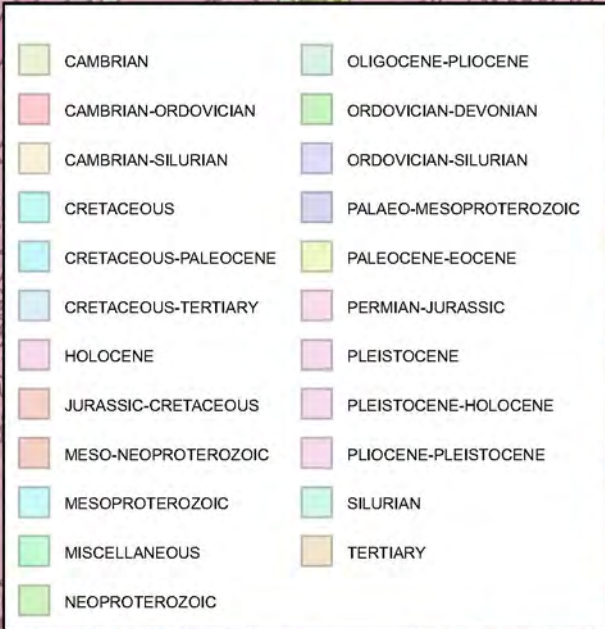 CAMBRIAN
CAMBRIAN-ORDOVICIAN
CAMBRIAN-SILURIAN
CRETACEOUS
CRETACEOUS-PALEOCENE
CRETACEOUS-TERTIARY
HOLOCENE
JURASSIC-CRETACEOUS
MESO-NEOPROTEROZOIC
MESOPROTEROZOIC
MISCELLANEOUS
NEOPROTEROZOIC
OLIGOCENE-PLIOCENE
ORDOVICIAN-DEVONIAN
ORDOVICIAN-SILURIAN
PALAEO-MESOPROTEROZOIC
PALEOCENE-EOCENE
PERMIAN-JURASSIC
PLEISTOCENE
PLEISTOCENE-HOLOCENE
PLIOCENE-PLEISTOCENE
SILURIAN
TERTIARY